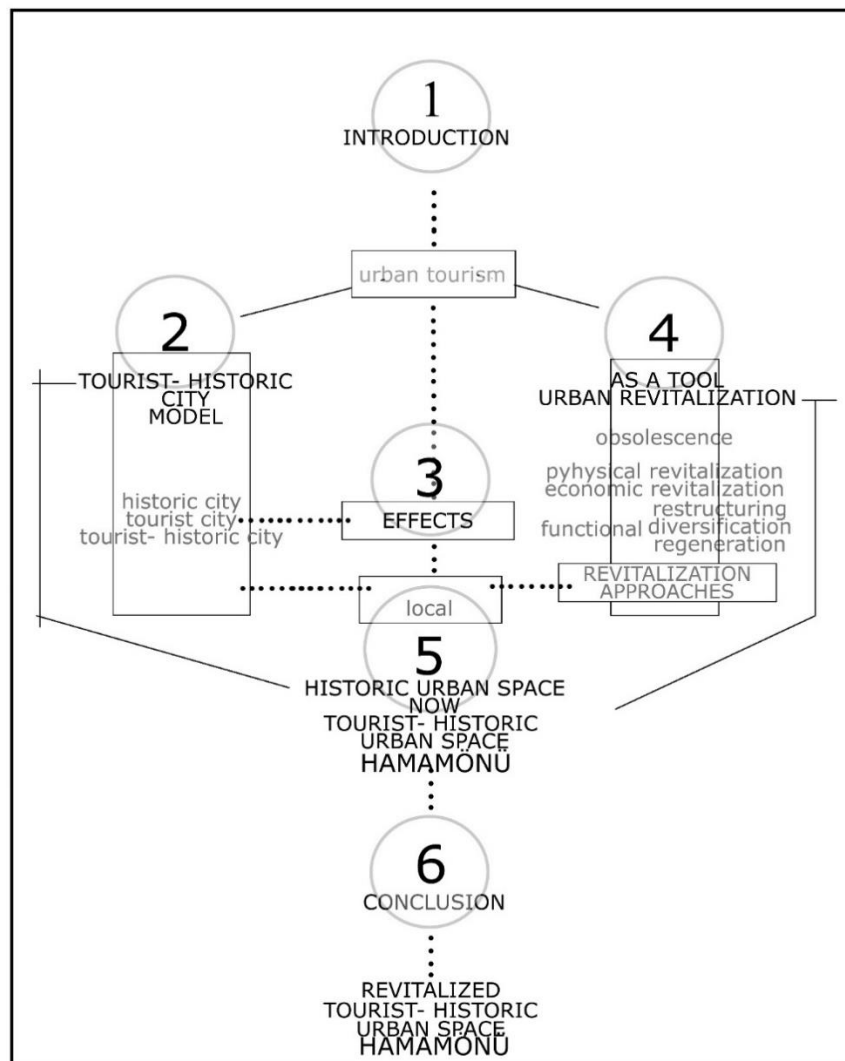 1
INTRODUCTION
urban tourism
2
TOURIST- HISTORIC
CITY
MODEL
historic city
tourist city
tourist- historic city
3
EFFECTS
local
4
AS A TOOL
URBAN REVITALIZATION
obsolescence
pyhysical revitalization
economic revitalization
restructuring
functional diversification
regeneration
REVITALIZATION
APPROACHES
5
HISTORIC URBAN SPACE
NOW
TOURIST- HISTORIC
URBAN SPACE
HAMAMÖNÜ
6
CONCLUSION
REVITALIZED
TOURIST- HISTORIC
URBAN SPACE
HAMAMÖNÜ